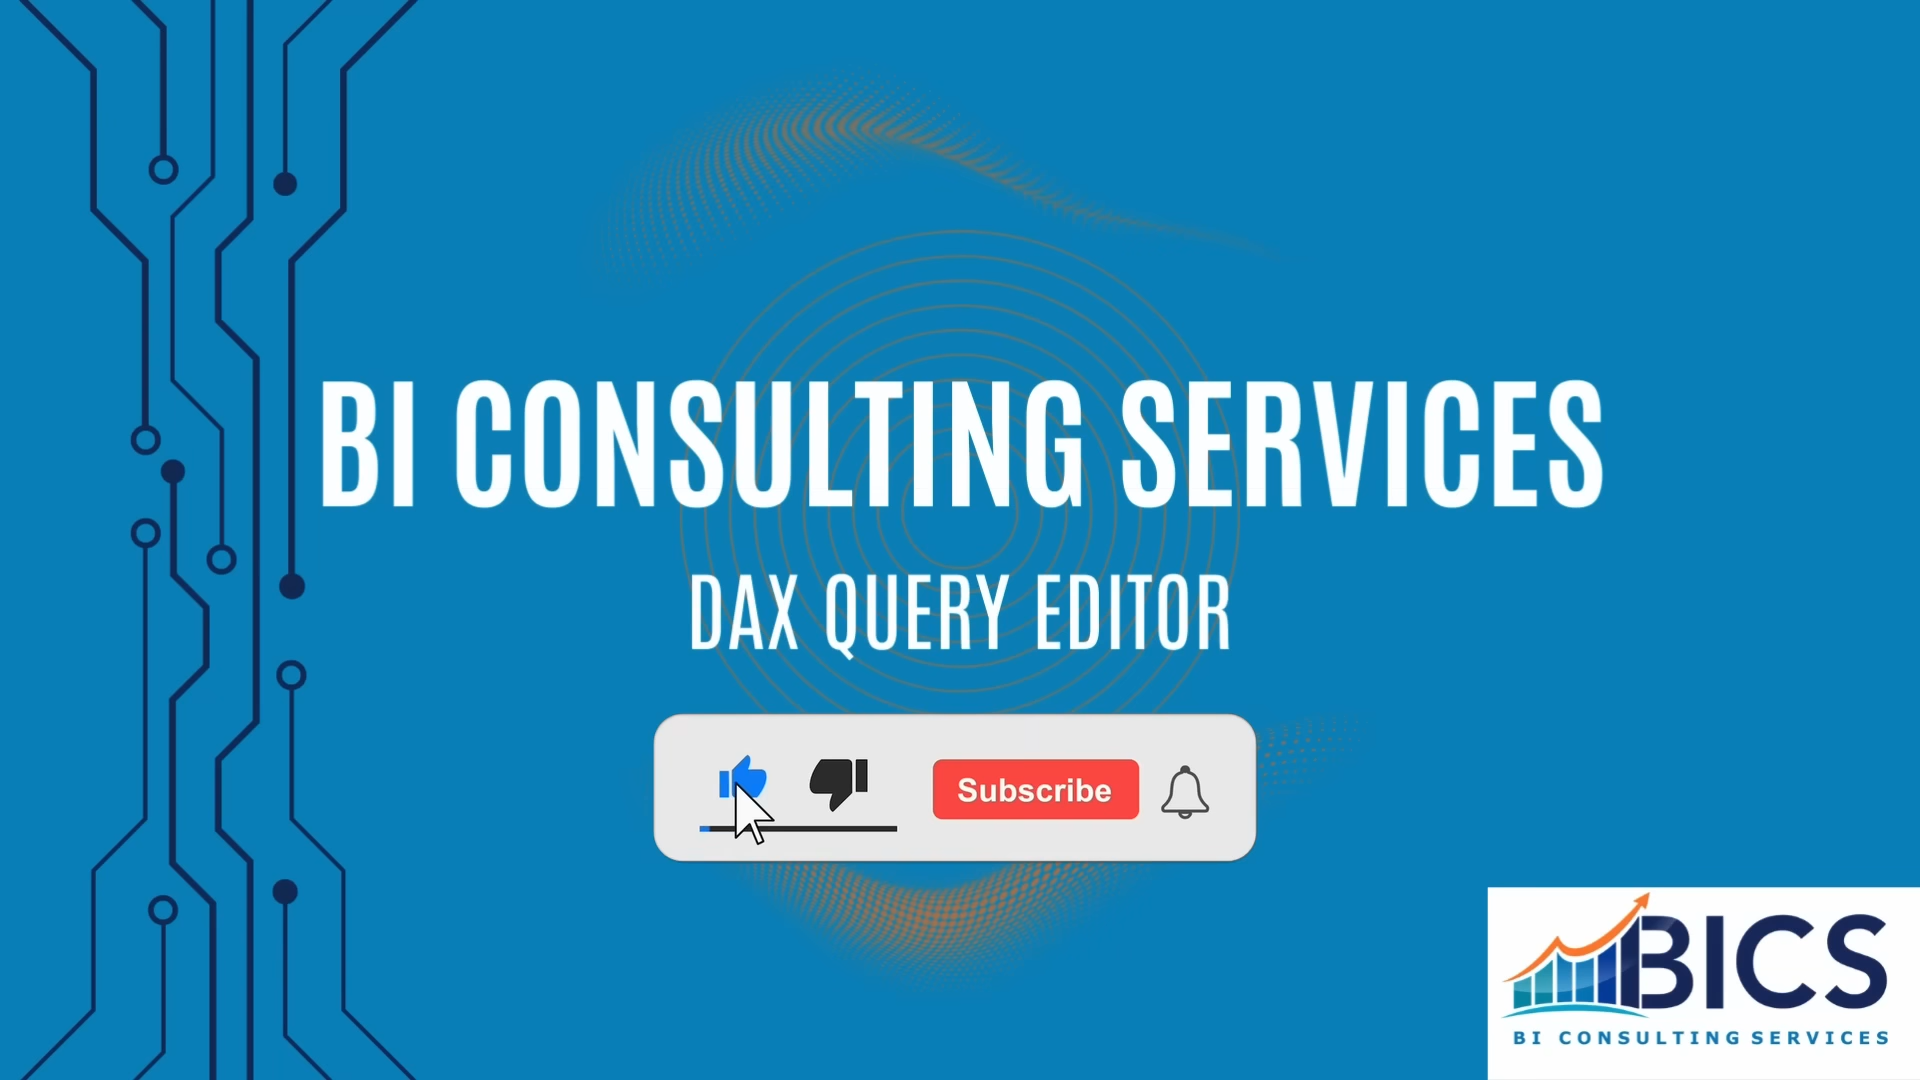 BI CONSULTING SERVICES
DAX QUERY EDITOR
Subscribe
BICS
BI CONSULTING SERVICES